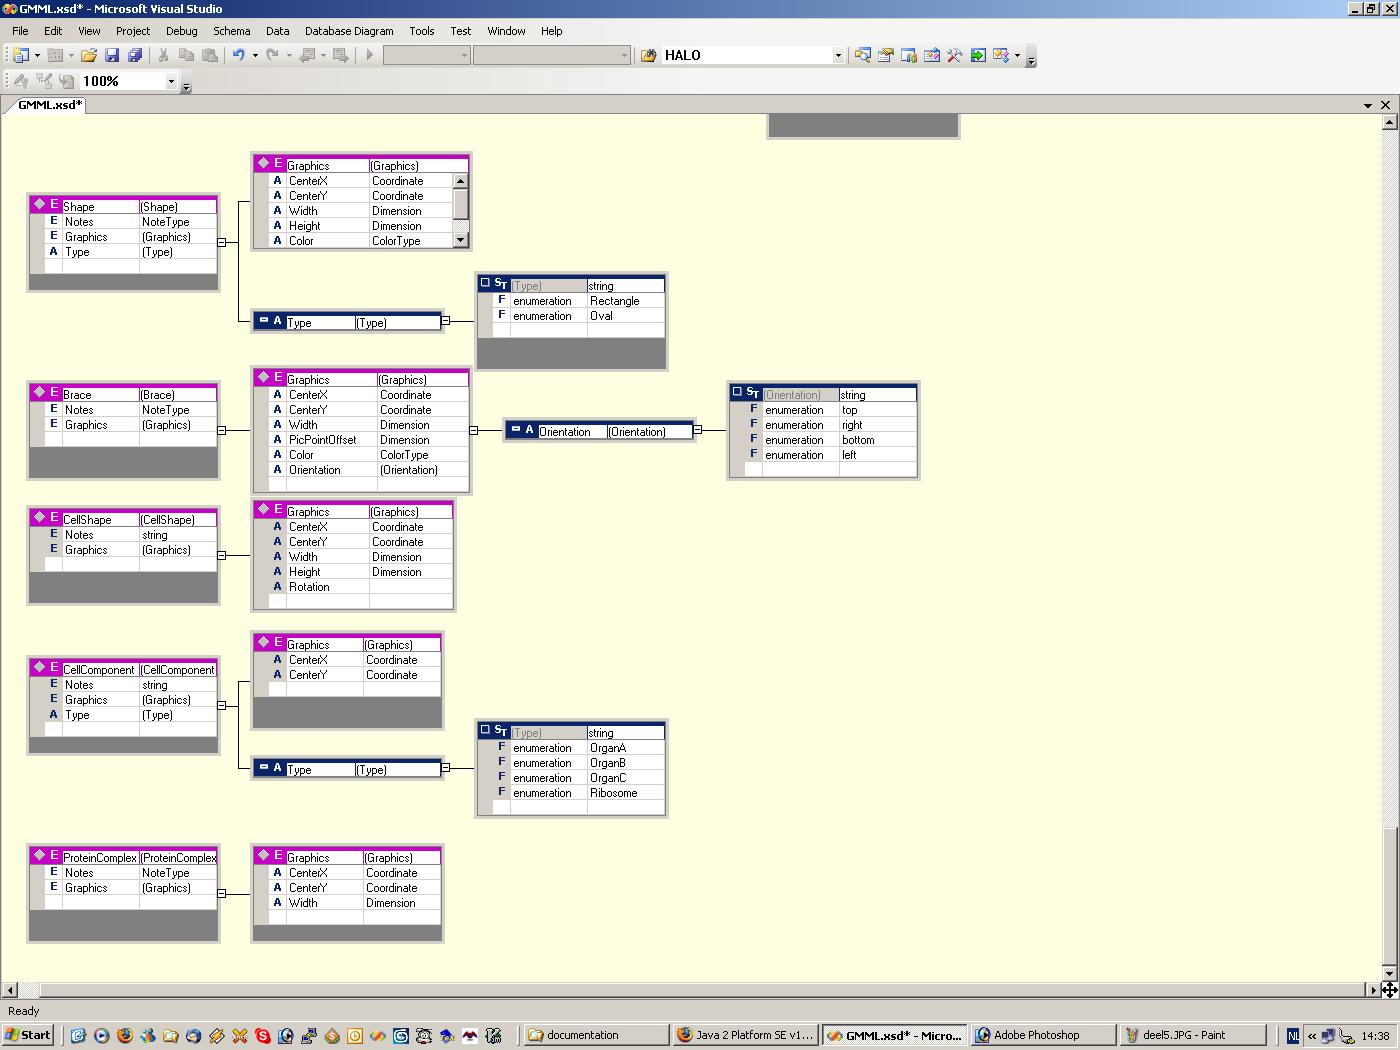 GMML.xsd* - Microsoft Visual Studio
File Edit View Project Debug Schema Data Database Diagram Tools Test Window Help
HALO
100%
GMML.xsd*
E Graphics (Graphics)
A CenterX Coordinate
A CenterY Coordinate
A Width Dimension
A Height Dimension
A Color ColorType
E Shape (Shape)
E Notes NoteType
E Graphics (Graphics)
A Type (Type)
A Type (Type)
ST (Type) string
F enumeration Rectangle
F enumeration Oval
E Brace (Brace)
E Notes NoteType
E Graphics (Graphics)
E Graphics (Graphics)
A CenterX Coordinate
A CenterY Coordinate
A Width Dimension
A PicPointOffset Dimension
A Color ColorType
A Orientation (Orientation)
A Orientation (Orientation)
ST (Orientation) string
F enumeration top
F enumeration right
F enumeration bottom
F enumeration left
E CellShape (CellShape)
E Notes string
E Graphics (Graphics)
E Graphics (Graphics)
A CenterX Coordinate
A CenterY Coordinate
A Width Dimension
A Height Dimension
A Rotation
E CellComponent (CellComponent
E Notes string
E Graphics (Graphics)
A Type (Type)
E Graphics (Graphics)
A CenterX Coordinate
A CenterY Coordinate
A Type (Type)
ST (Type) string
F enumeration OrganA
F enumeration OrganB
F enumeration OrganC
F enumeration Ribosome
E ProteinComplex (ProteinComplex
E Notes NoteType
E Graphics (Graphics)
E Graphics (Graphics)
A CenterX Coordinate
A CenterY Coordinate
A Width Dimension
Ready
Start documentation Java 2 Platform SE v1... GMML.xsd* - Micro... Adobe Photoshop deel5.JPG - Paint NL « 14:38